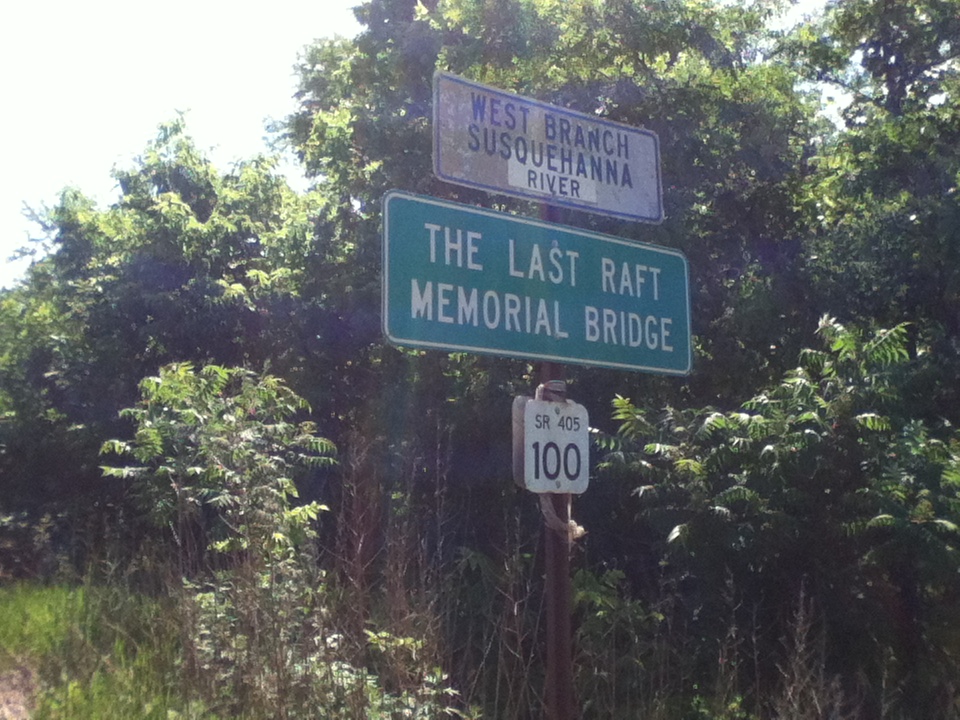 WEST BRANCH
SUSQUEHANNA
RIVER
THE LAST RAFT
MEMORIAL BRIDGE
SR 405
100